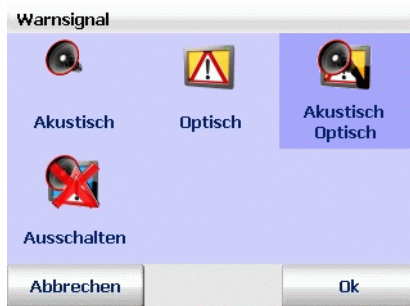 Warnsignal
Akustisch
Optisch
Akustisch
Optisch
Ausschalten
Abbrechen
Ok